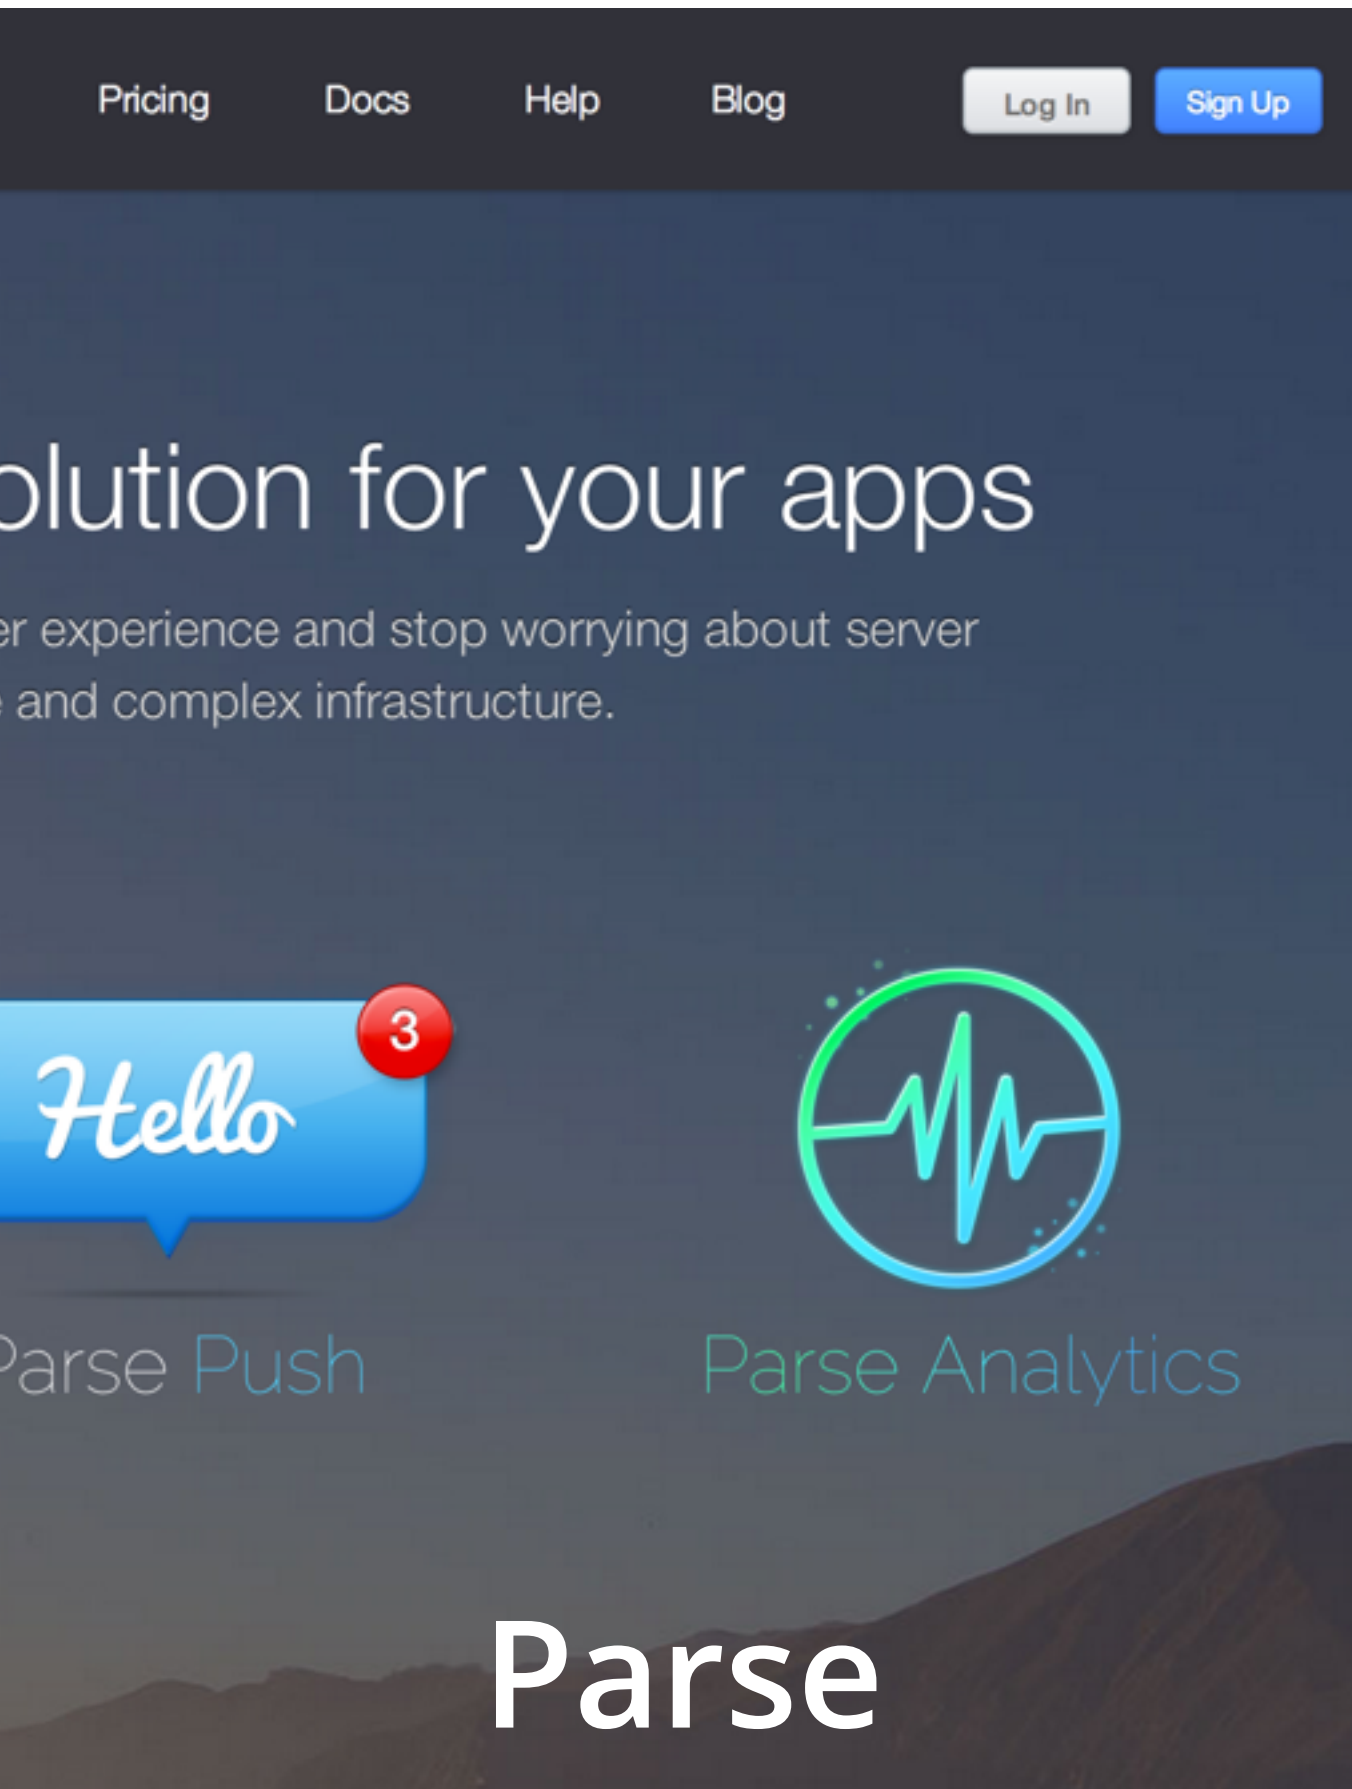 Pricing Docs Help Blog Log In Sign Up
olution for your apps
er experience and stop worrying about server
e and complex infrastructure.
3
Hello
Parse Push
Parse Analytics
Parse